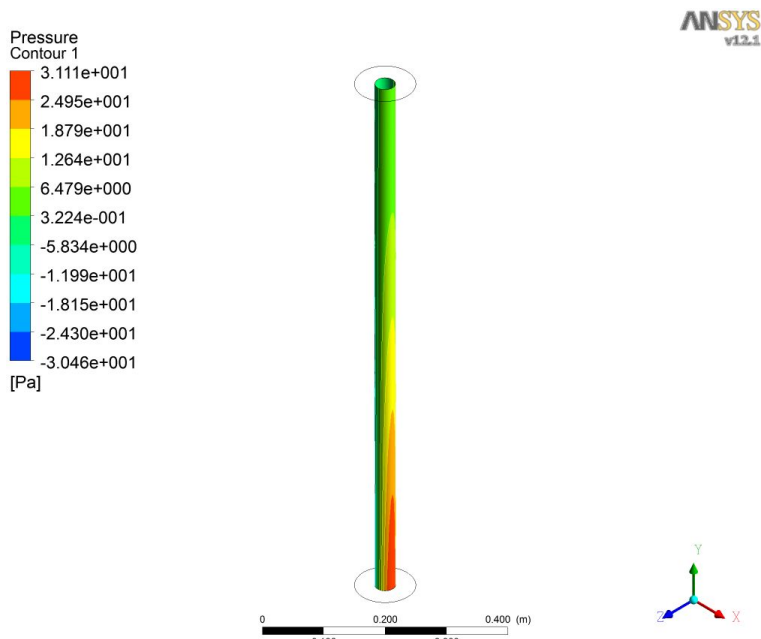 ANSYS
v12.1
Pressure
Contour 1
3.111e+001
2.495e+001
1.879e+001
1.264e+001
6.479e+000
3.224e-001
-5.834e+000
-1.199e+001
-1.815e+001
-2.430e+001
-3.046e+001
[Pa]
Y
Z
X
0
0.200
0.400 (m)